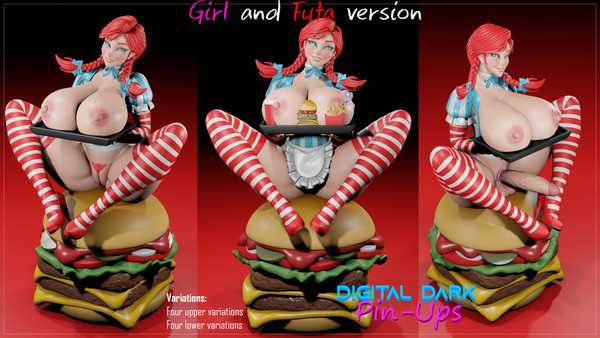 Girl and Futa version
Variations:
Four upper variations
Four lower variations
DIGITAL DARK
Pin-Ups